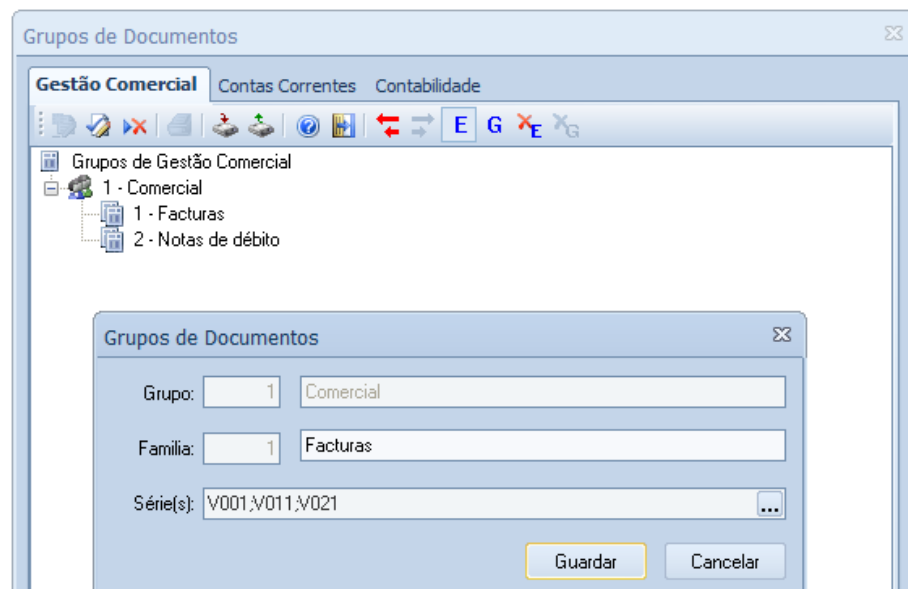 Grupos de Documentos
Gestão Comercial Contas Correntes Contabilidade
E G E G
Grupos de Gestão Comercial
1 - Comercial
1 - Facturas
2 - Notas de débito
Grupos de Documentos
Grupo: 1 Comercial
Familia: 1 Facturas
Série(s): V001;V011;V021 ...
Guardar Cancelar